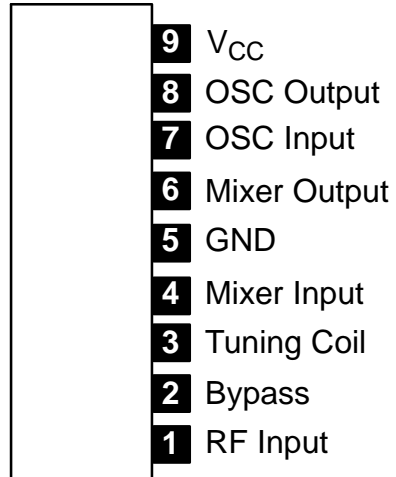 9 VCC
8 OSC Output
7 OSC Input
6 Mixer Output
5 GND
4 Mixer Input
3 Tuning Coil
2 Bypass
1 RF Input